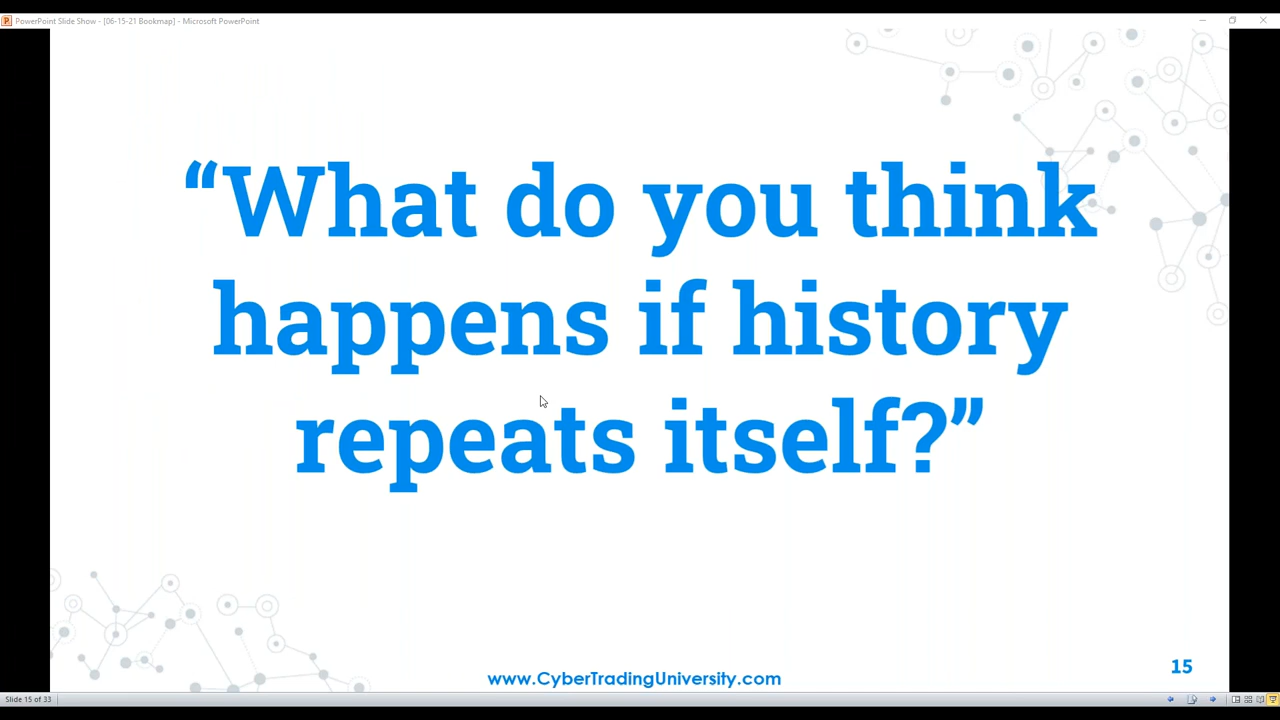 PowerPoint Slide Show - [06-15-21 Bookmap] - Microsoft PowerPoint
“What do you think
happens if history
repeats itself?”
15
www.CyberTradingUniversity.com
Slide 15 of 33